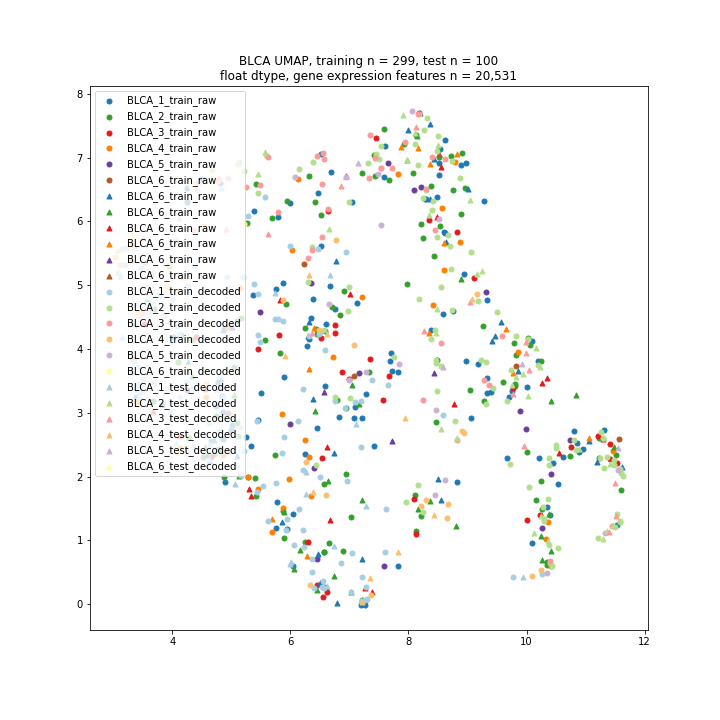 BLCA UMAP, training n = 299, test n = 100
float dtype, gene expression features n = 20,531
BLCA_1_train_raw
BLCA_2_train_raw
BLCA_3_train_raw
BLCA_4_train_raw
BLCA_5_train_raw
BLCA_6_train_raw
BLCA_6_train_raw
BLCA_6_train_raw
BLCA_6_train_raw
BLCA_6_train_raw
BLCA_6_train_raw
BLCA_6_train_raw
BLCA_1_train_decoded
BLCA_2_train_decoded
BLCA_3_train_decoded
BLCA_4_train_decoded
BLCA_5_train_decoded
BLCA_6_train_decoded
BLCA_1_test_decoded
BLCA_2_test_decoded
BLCA_3_test_decoded
BLCA_4_test_decoded
BLCA_5_test_decoded
BLCA_6_test_decoded
8
7
6
5
4
3
2
1
0
4 6 8 10 12